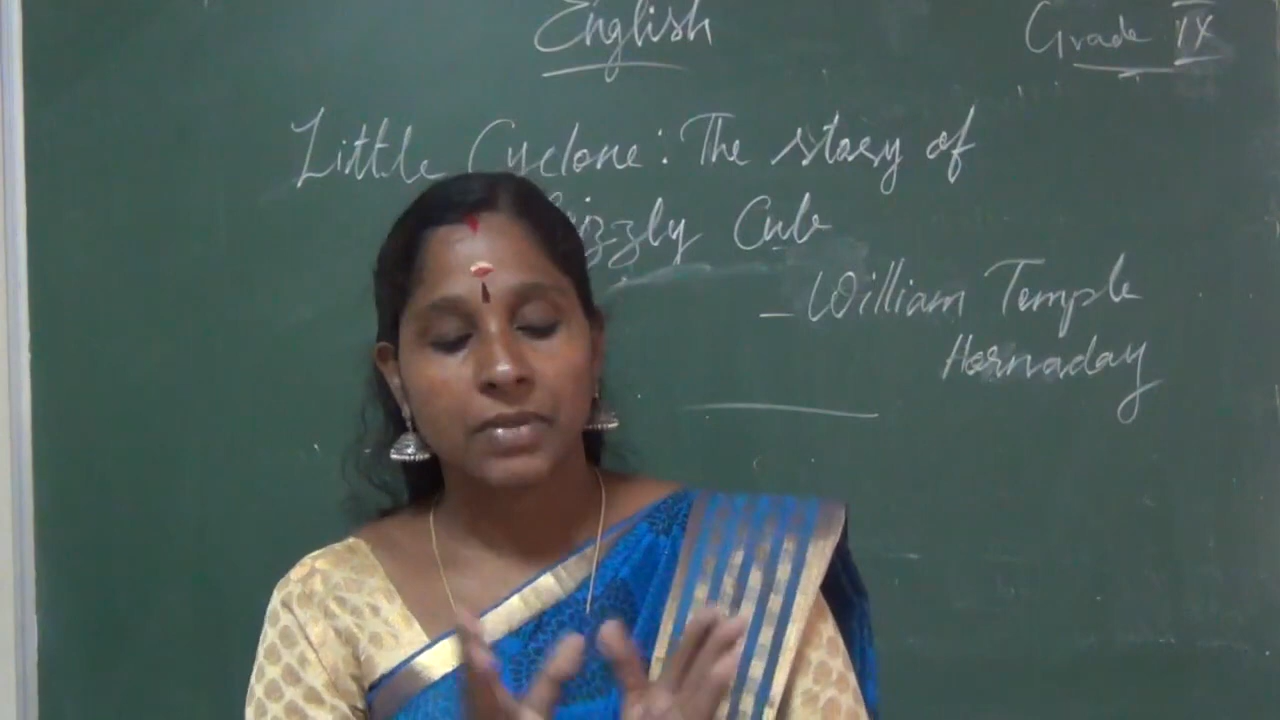 English
Grade IX
Little Cyclone: The story of
Cub
- William Temple
Hornaday